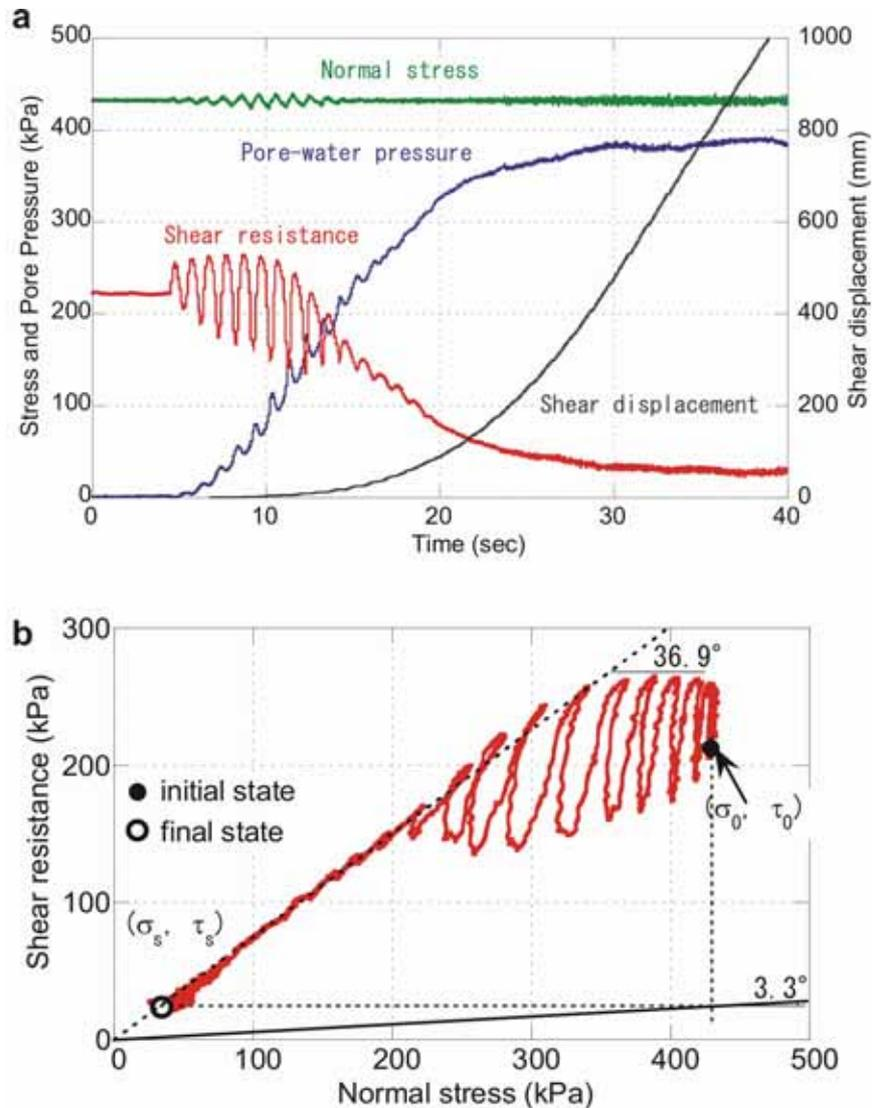 a
500
400
300
200
100
0
Stress and Pore Pressure (kPa)
Normal stress
Pore-water pressure
Shear resistance
Shear displacement
1000
800
600
400
200
0
Shear displacement (mm)
0 10 20 30 40
Time (sec)
b
300
200
100
0
Shear resistance (kPa)
36.9°
initial state
final state
(σ0, τ0)
(σs, τs)
3.3°
0 100 200 300 400 500
Normal stress (kPa)